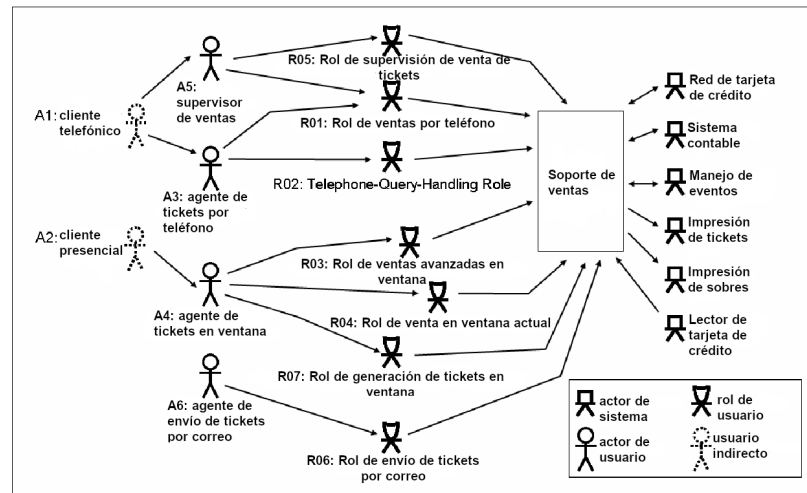 A1: cliente
telefónico
A5:
supervisor
de ventas
R05: Rol de supervisión de venta de
tickets
R01: Rol de ventas por teléfono
A3: agente de
tickets por
teléfono
R02: Telephone-Query-Handling Role
A2: cliente
presencial
R03: Rol de ventas avanzadas en
ventana
A4: agente de
tickets en ventana
R04: Rol de venta en ventana actual
R07: Rol de generación de tickets en
ventana
A6: agente de
envío de tickets
por correo
R06: Rol de envío de tickets
por correo
Soporte de
ventas
Red de tarjeta
de crédito
Sistema
contable
Manejo de
eventos
Impresión
de tickets
Impresión
de sobres
Lector de
tarjeta de
crédito
actor de
sistema
rol de
usuario
actor de
usuario
usuario
indirecto